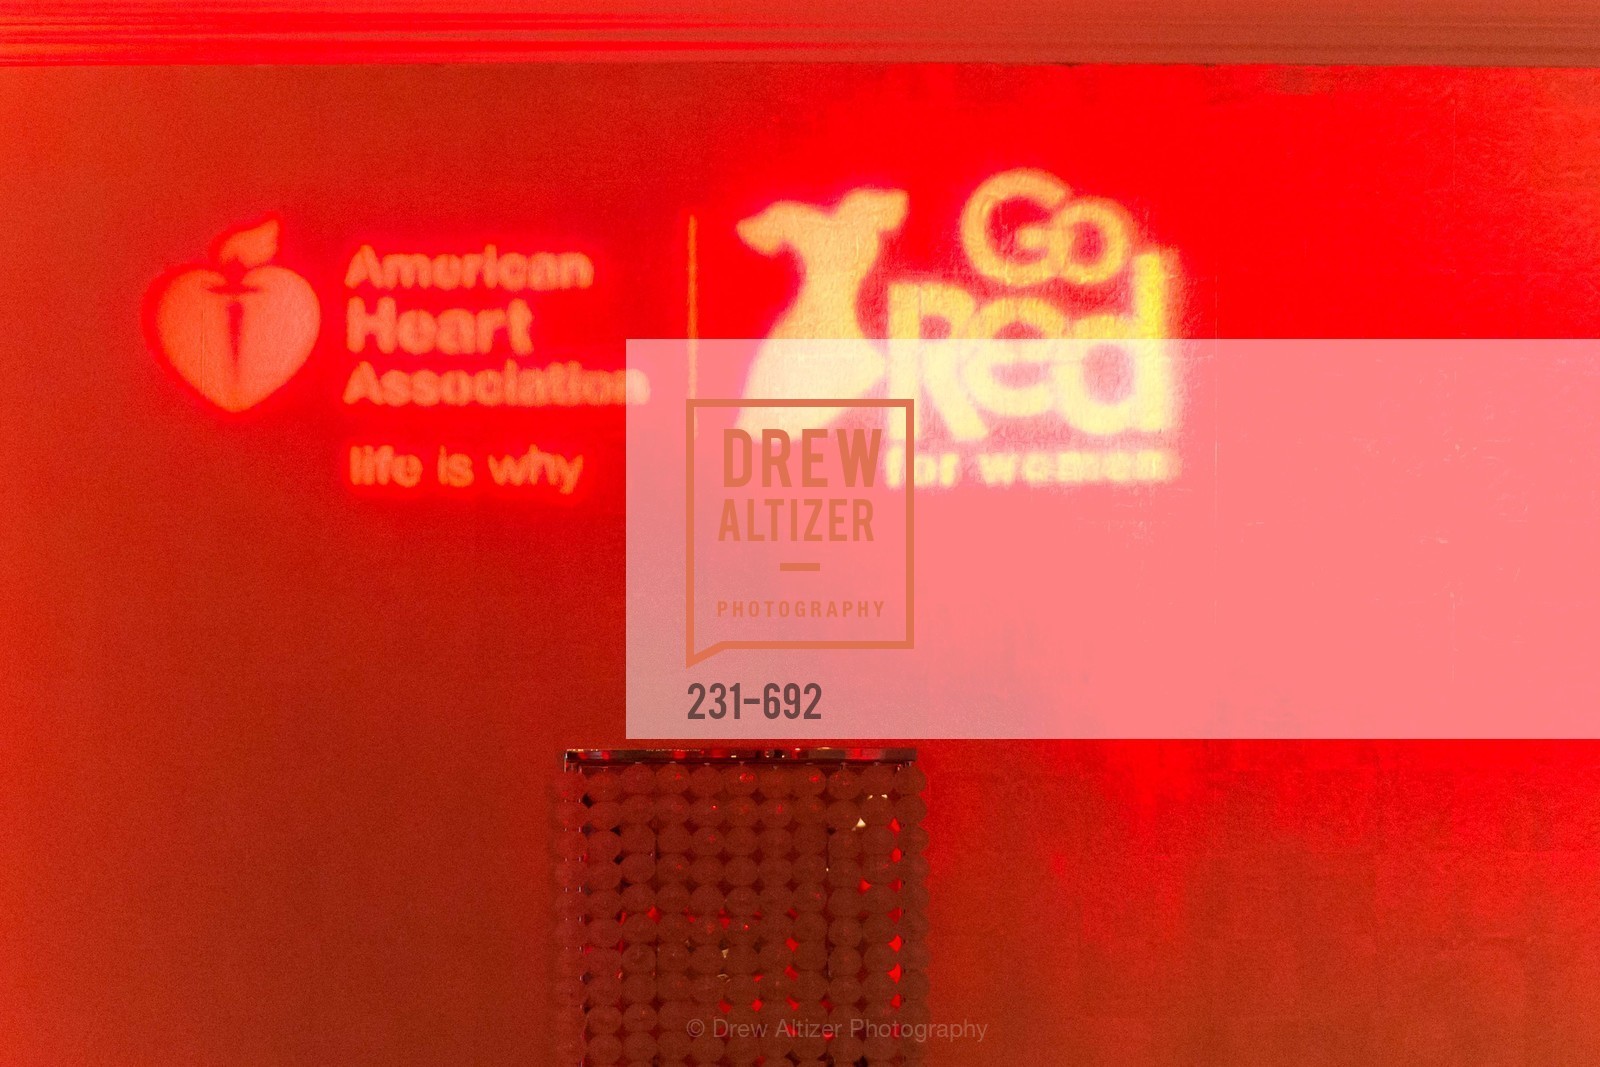 American
Heart
Association
life is why
Go
Red
for women
DREW
ALTIZER
PHOTOGRAPHY
231-692
© Drew Altizer Photography